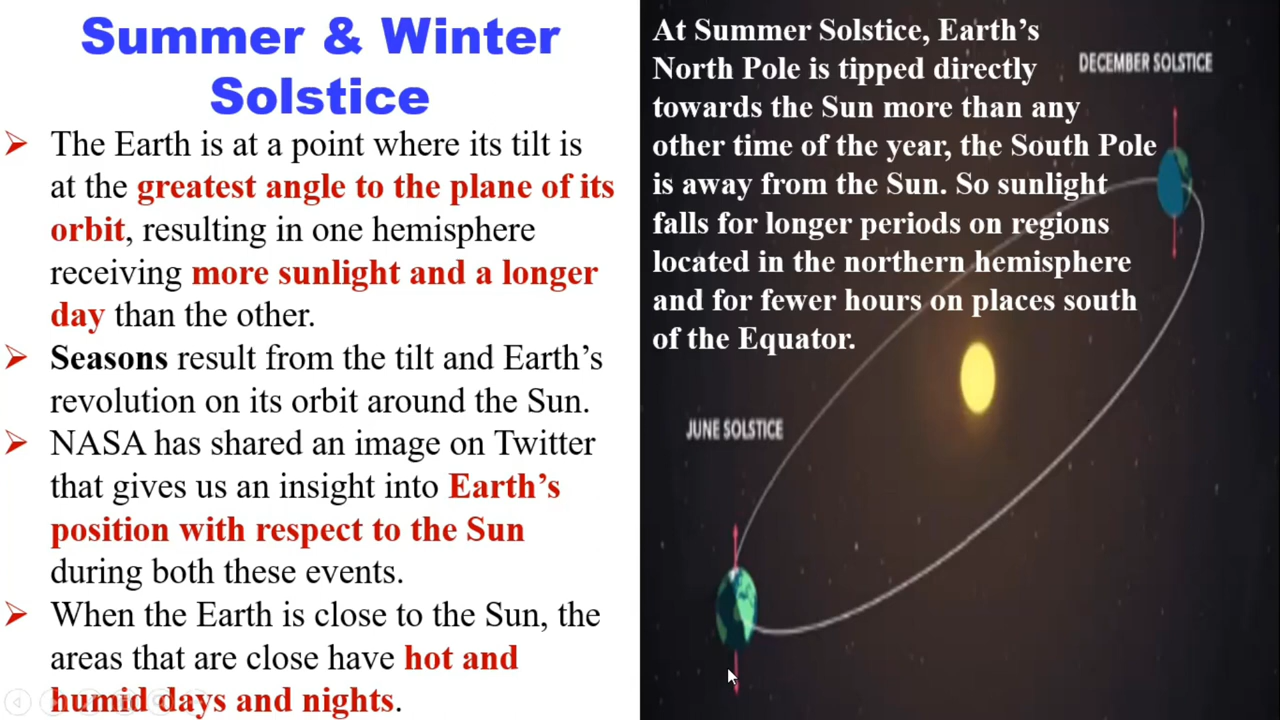 Summer & Winter
Solstice
The Earth is at a point where its tilt is
at the greatest angle to the plane of its
orbit, resulting in one hemisphere
receiving more sunlight and a longer
day than the other.
Seasons result from the tilt and Earth’s
revolution on its orbit around the Sun.
NASA has shared an image on Twitter
that gives us an insight into Earth’s
position with respect to the Sun
during both these events.
When the Earth is close to the Sun, the
areas that are close have hot and
humid days and nights.
At Summer Solstice, Earth’s
North Pole is tipped directly
towards the Sun more than any
other time of the year, the South Pole
is away from the Sun. So sunlight
falls for longer periods on regions
located in the northern hemisphere
and for fewer hours on places south
of the Equator.
DECEMBER SOLSTICE
JUNE SOLSTICE